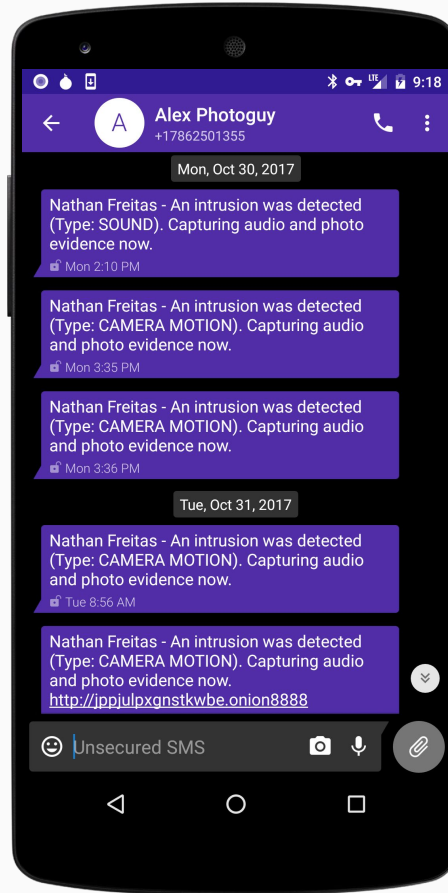 LTE 9:18
A Alex Photoguy
+17862501355
Mon, Oct 30, 2017
Nathan Freitas - An intrusion was detected
(Type: SOUND). Capturing audio and photo
evidence now.
Mon 2:10 PM
Nathan Freitas - An intrusion was detected
(Type: CAMERA MOTION). Capturing audio
and photo evidence now.
Mon 3:35 PM
Nathan Freitas - An intrusion was detected
(Type: CAMERA MOTION). Capturing audio
and photo evidence now.
Mon 3:36 PM
Tue, Oct 31, 2017
Nathan Freitas - An intrusion was detected
(Type: CAMERA MOTION). Capturing audio
and photo evidence now.
Tue 8:56 AM
Nathan Freitas - An intrusion was detected
(Type: CAMERA MOTION). Capturing audio
and photo evidence now.
http://jppjulpxgnstkwbe.onion8888
Unsecured SMS